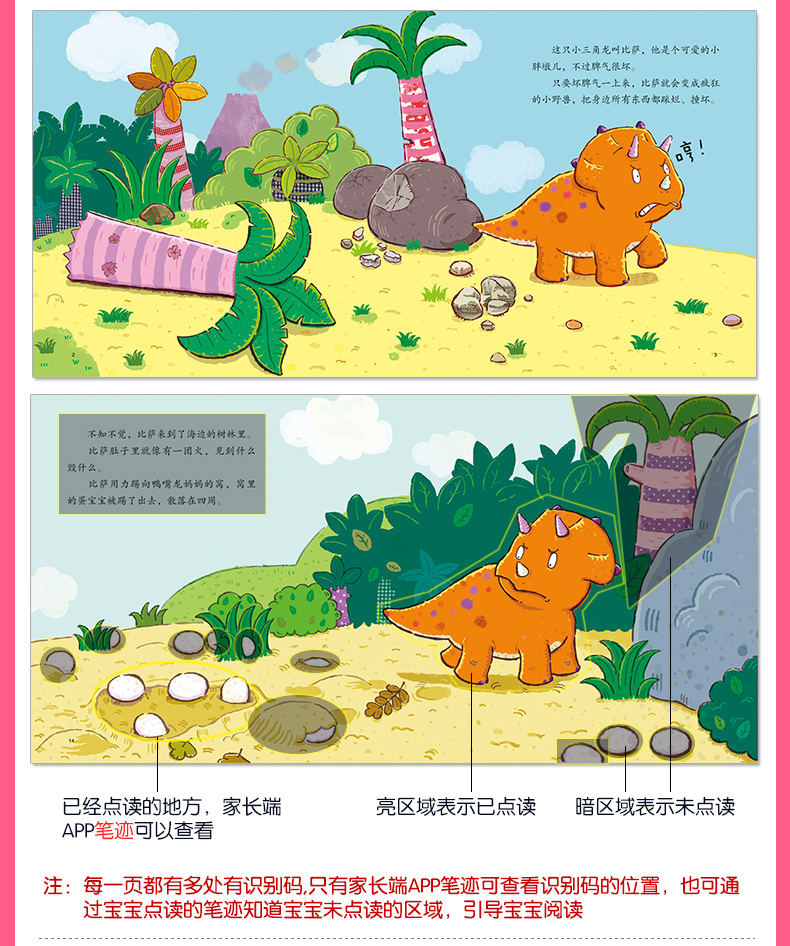 这只小三角龙叫比萨，他是个可爱的小
胖墩儿，不过脾气很坏。
只要坏脾气一上来，比萨就会变成疯狂
的小野兽，把身边所有东西都踩烂、撞坏。
哼！
2
3
不知不觉，比萨来到了海边的树林里。
比萨肚子里就像有一团火，见到什么
毁什么。
比萨用力踢向鸭嘴龙妈妈的窝，窝里
的蛋宝宝被踢了出去，散落在四周。
14
已经点读的地方，家长端
APP笔迹可以查看
亮区域表示已点读
暗区域表示未点读
注：每一页都有多处有识别码,只有家长端APP笔迹可查看识别码的位置，也可通
过宝宝点读的笔迹知道宝宝未点读的区域，引导宝宝阅读